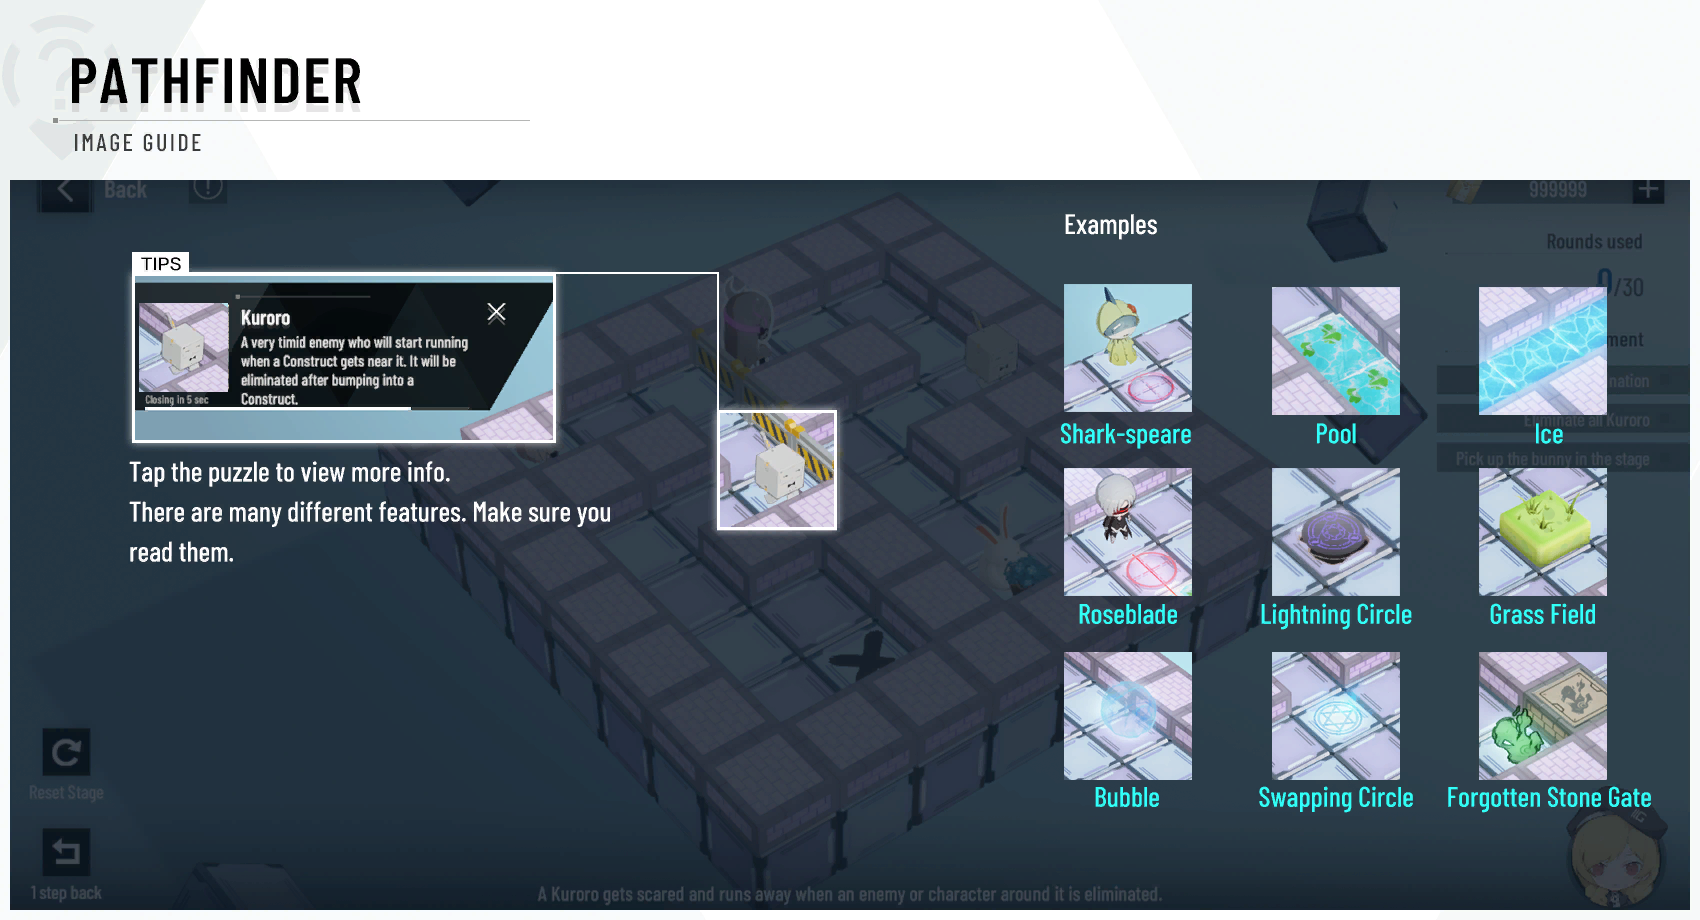 PATHFINDER
IMAGE GUIDE
Back
999999
Examples
Rounds used
0/30
TIPS
Kuroro
A very timid enemy who will start running
when a Construct gets near it. It will be
eliminated after bumping into a
Construct.
Closing in 5 sec
Tap the puzzle to view more info.
There are many different features. Make sure you
read them.
Shark-speare
Pool
Ice
Eliminate all Kuroro
Pick up the bunny in the stage
Roseblade
Lightning Circle
Grass Field
Bubble
Swapping Circle
Forgotten Stone Gate
Reset Stage
1 step back
A Kuroro gets scared and runs away when an enemy or character around it is eliminated.